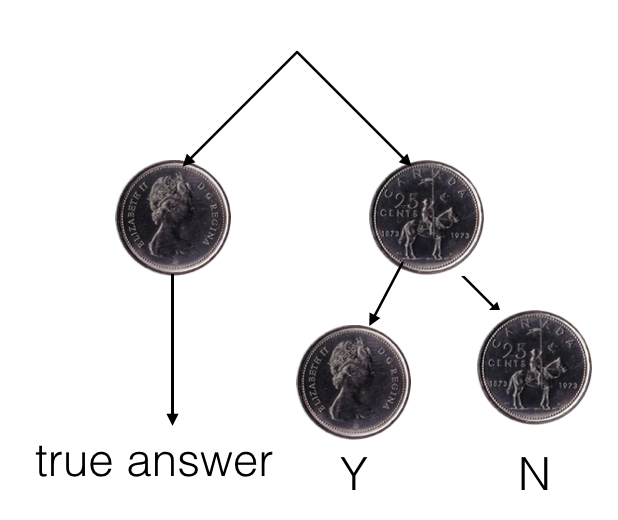 ELIZABETH II D·G·REGINA
CANADA
25
CENTS
1873 1973
ELIZABETH II D·G·REGINA
CANADA
25
CENTS
1873 1973
true answer
Y
N